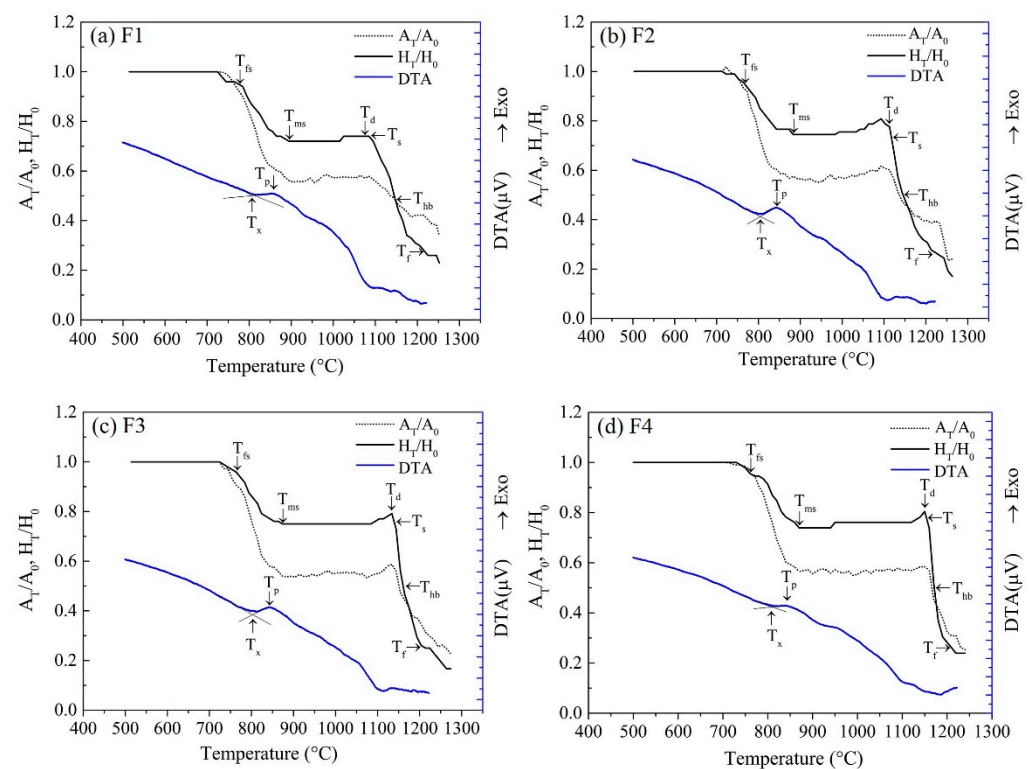 (a) F1
A_T/A_0
H_T/H_0
DTA
T_fs
T_ms
T_d
T_s
T_p
T_x
T_hb
T_f
1.2
1.0
0.8
0.6
0.4
0.2
0.0
A_T/A_0, H_T/H_0
DTA(μV) → Exo
400 500 600 700 800 900 1000 1100 1200 1300
Temperature (°C)
(b) F2
A_T/A_0
H_T/H_0
DTA
T_fs
T_ms
T_d
T_s
T_p
T_x
T_hb
T_f
1.2
1.0
0.8
0.6
0.4
0.2
0.0
A_T/A_0, H_T/H_0
DTA(μV) → Exo
400 500 600 700 800 900 1000 1100 1200 1300
Temperature (°C)
(c) F3
A_T/A_0
H_T/H_0
DTA
T_fs
T_ms
T_d
T_s
T_p
T_x
T_hb
T_f
1.2
1.0
0.8
0.6
0.4
0.2
0.0
A_T/A_0, H_T/H_0
DTA(μV) → Exo
400 500 600 700 800 900 1000 1100 1200 1300
Temperature (°C)
(d) F4
A_T/A_0
H_T/H_0
DTA
T_fs
T_ms
T_d
T_s
T_p
T_x
T_hb
T_f
1.2
1.0
0.8
0.6
0.4
0.2
0.0
A_T/A_0, H_T/H_0
DTA(μV) → Exo
400 500 600 700 800 900 1000 1100 1200 1300
Temperature (°C)